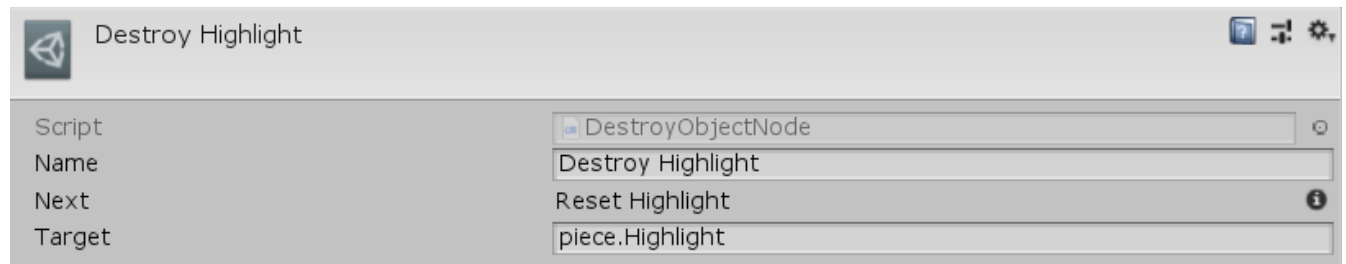 Destroy Highlight
Script DestroyObjectNode
Name Destroy Highlight
Next Reset Highlight
Target piece.Highlight